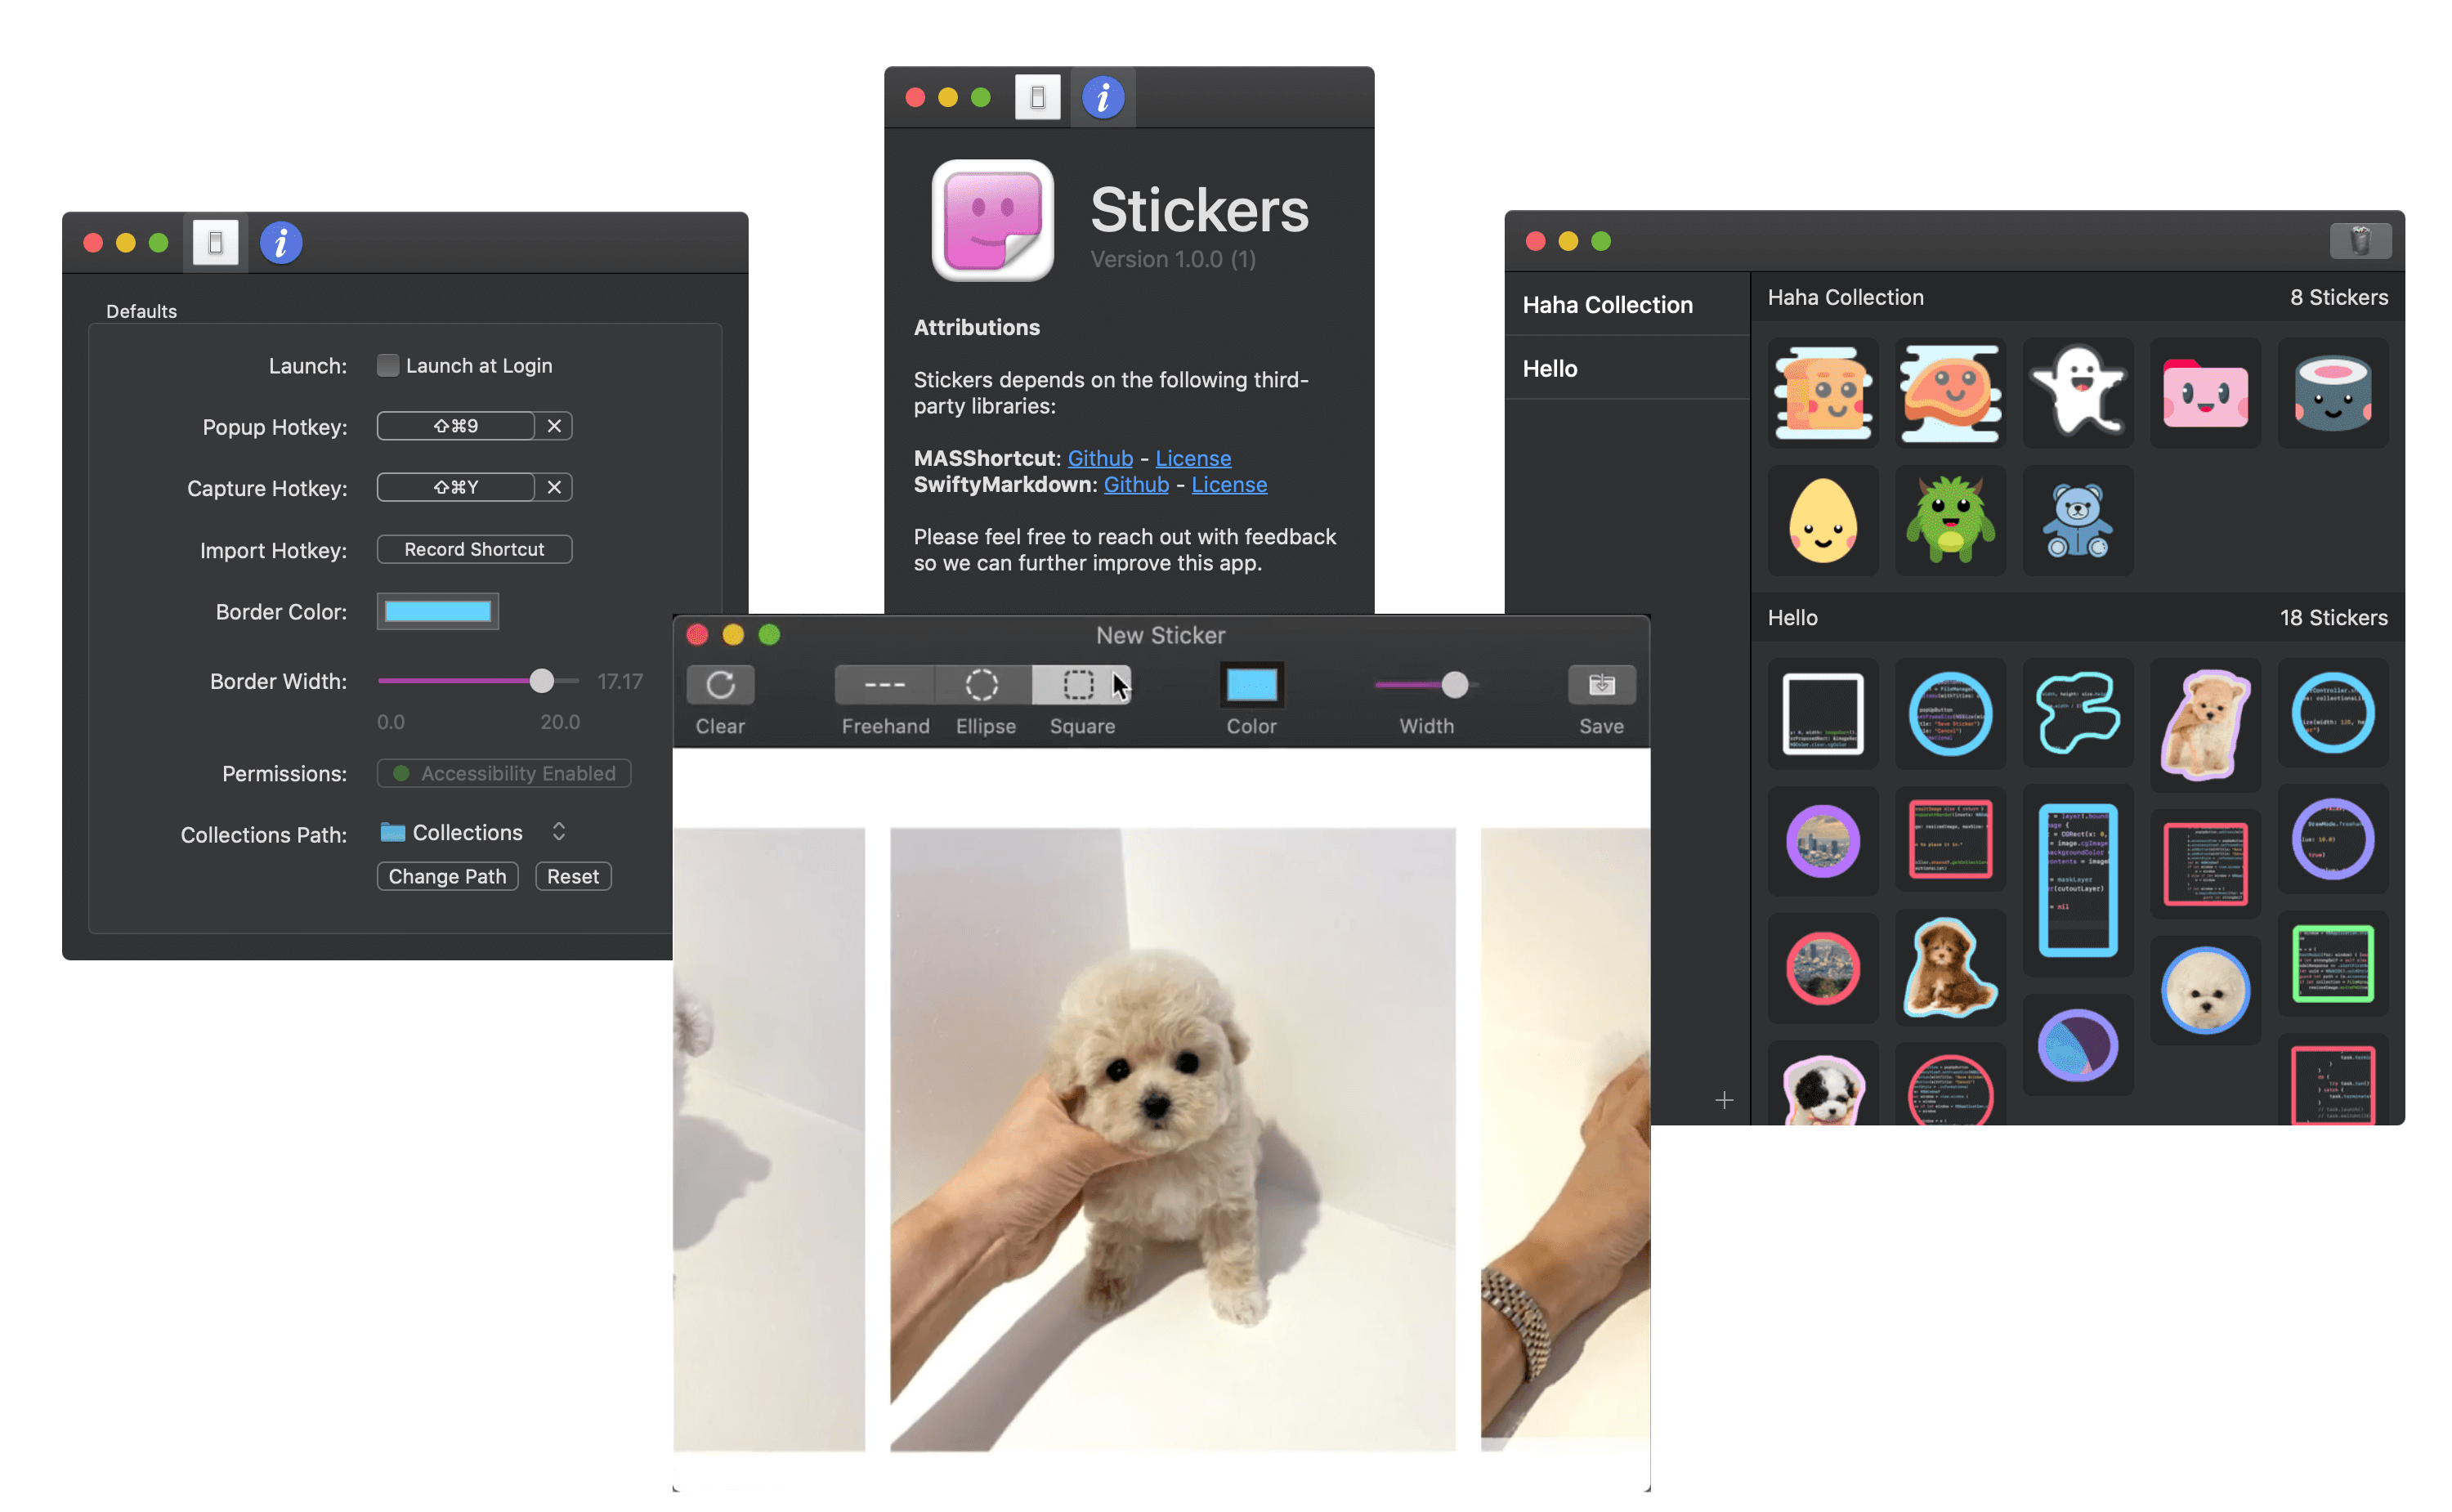 Defaults
Launch: Launch at Login
Popup Hotkey: ⇧⌘9 ✕
Capture Hotkey: ⇧⌘Y ✕
Import Hotkey: Record Shortcut
Border Color:
Border Width: 17.17
0.0 20.0
Permissions: Accessibility Enabled
Collections Path: Collections
Change Path Reset
Stickers
Version 1.0.0 (1)
Attributions
Stickers depends on the following third-
party libraries:
MASShortcut: Github - License
SwiftyMarkdown: Github - License
Please feel free to reach out with feedback
so we can further improve this app.
New Sticker
Clear Freehand Ellipse Square Color Width Save
Haha Collection
Hello
Haha Collection 8 Stickers
Hello 18 Stickers